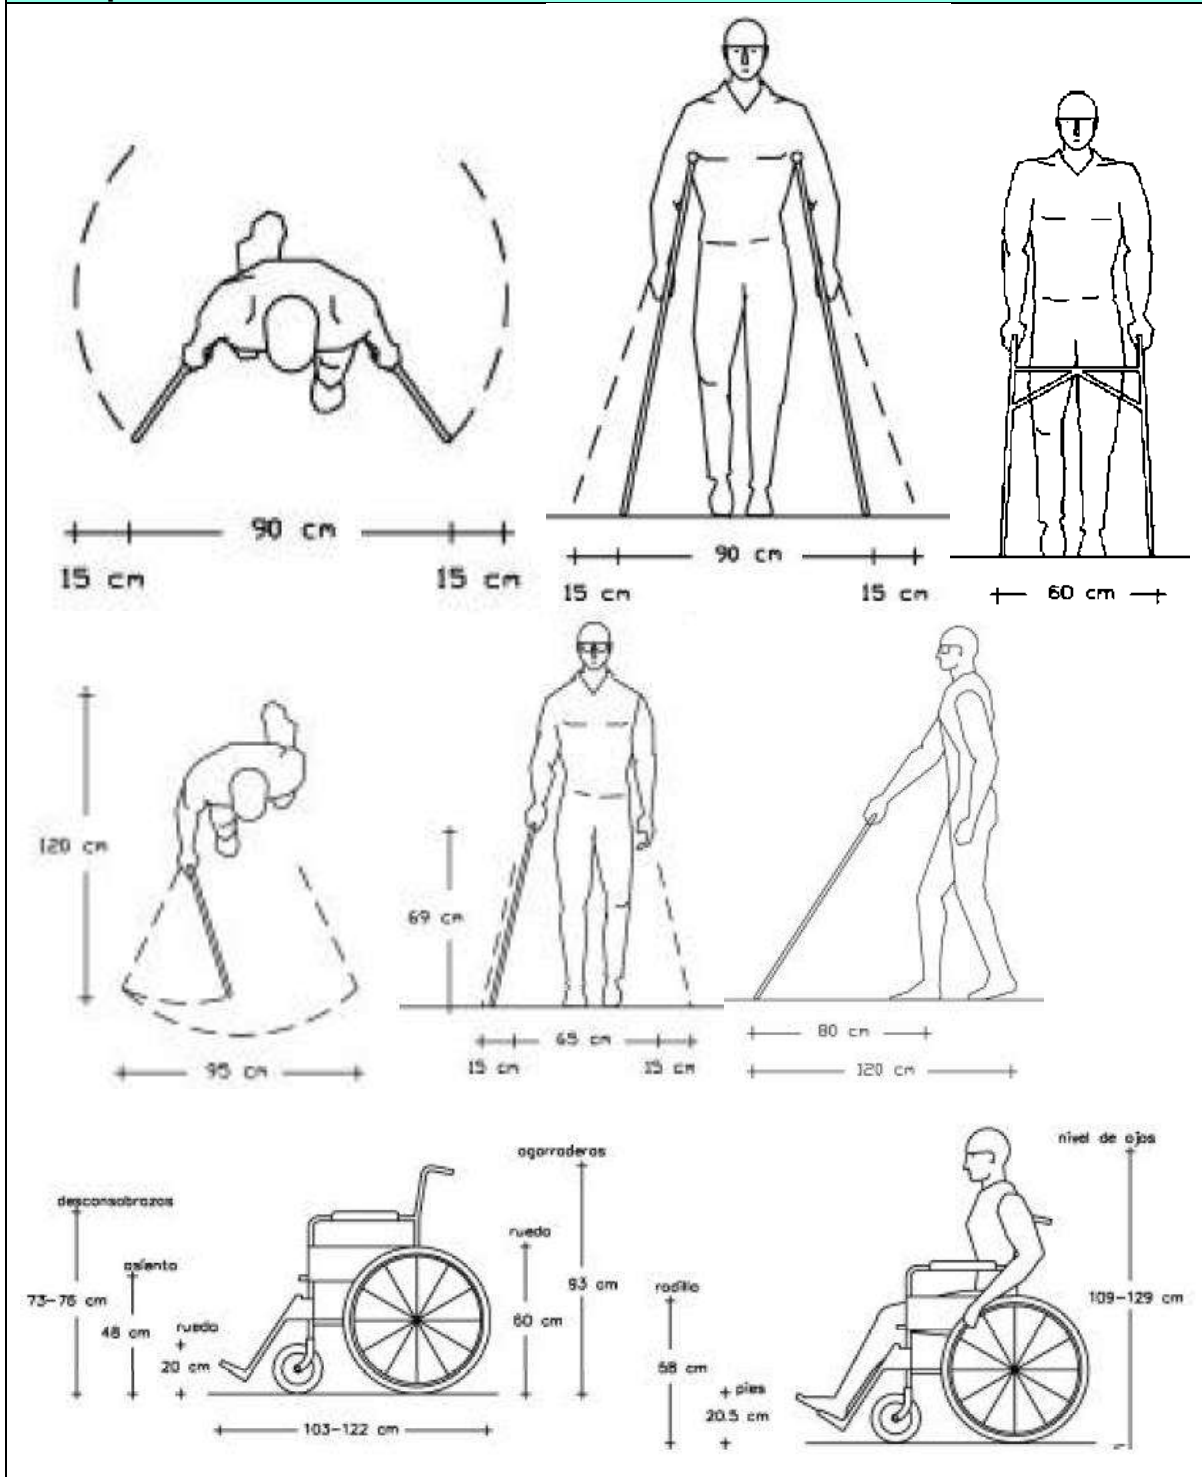 90 cm
15 cm
15 cm
90 cm
15 cm
15 cm
60 cm
120 cm
95 cm
69 cm
65 cm
15 cm
15 cm
80 cm
120 cm
agarraderas
descansabrazos
rueda
asiento
93 cm
73-76 cm
48 cm
rueda
60 cm
20 cm
103-122 cm
nivel de ojos
rodilla
109-129 cm
58 cm
pies
20.5 cm